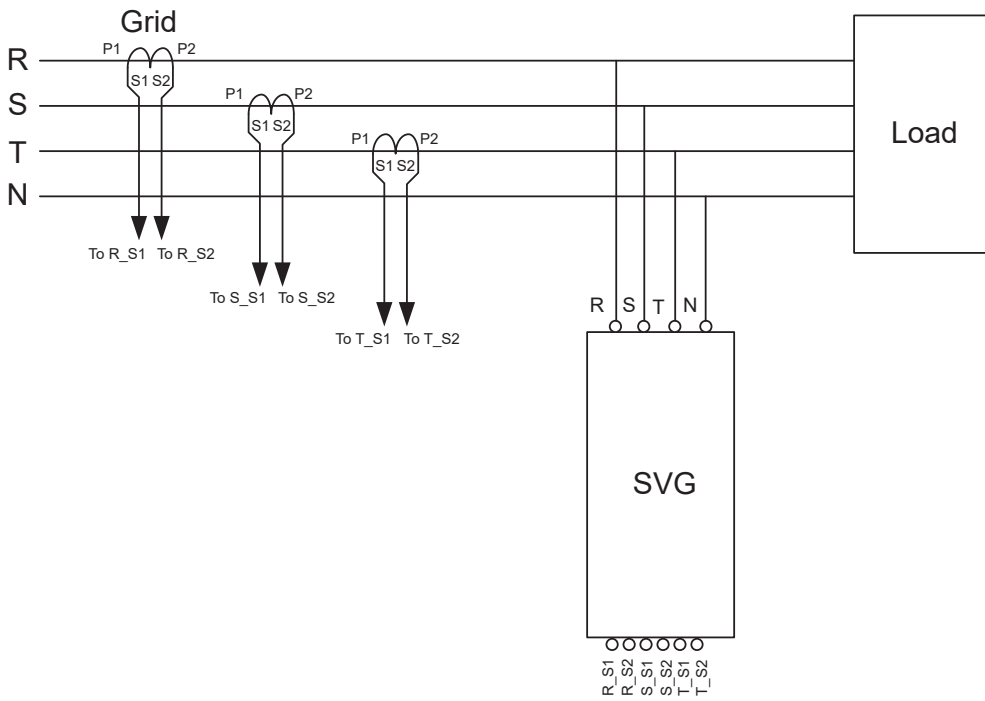 Grid
R P1 P2
S1 S2
S P1 P2
S1 S2
T P1 P2
S1 S2
N
Load
To R_S1 To R_S2
To S_S1 To S_S2
To T_S1 To T_S2
R S T N
SVG
R_S1
R_S2
S_S1
S_S2
T_S1
T_S2